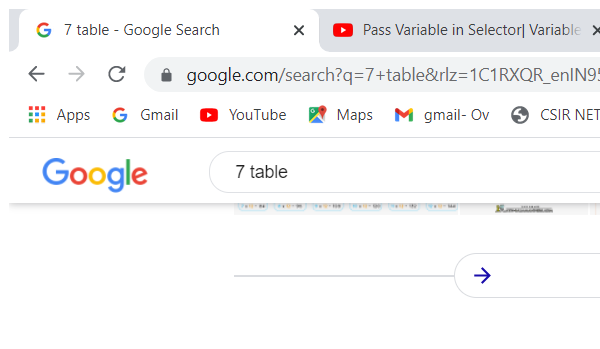 7 table - Google Search
Pass Variable in Selector| Variable
google.com/search?q=7+table&rlz=1C1RXQR_enIN95
Apps Gmail YouTube Maps gmail- Ov CSIR NET
Google 7 table